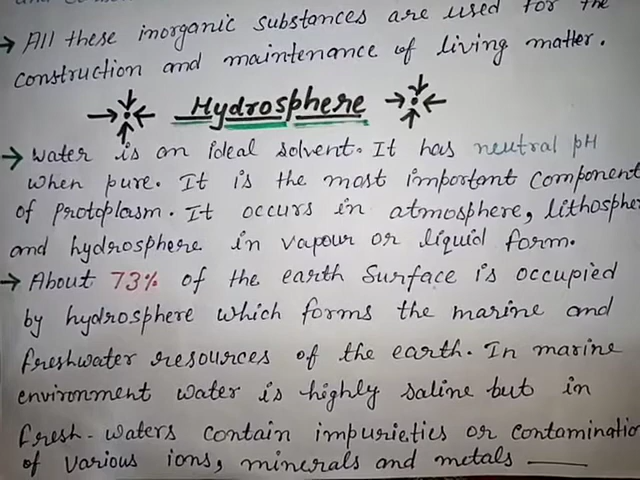 → All these inorganic substances are used for the
construction and maintenance of living matter.
Hydrosphere
→ Water is an ideal solvent. It has neutral pH
when pure. It is the most important component
of protoplasm. It occurs in atmosphere, lithosphe
and hydrosphere in vapour or liquid form.
→ About 73% of the earth surface is occupied
by hydrosphere which forms the marine and
freshwater resources of the earth. In marine
environment water is highly saline but in
fresh-waters contain impurieties or contaminatio
of various ions, minerals and metals